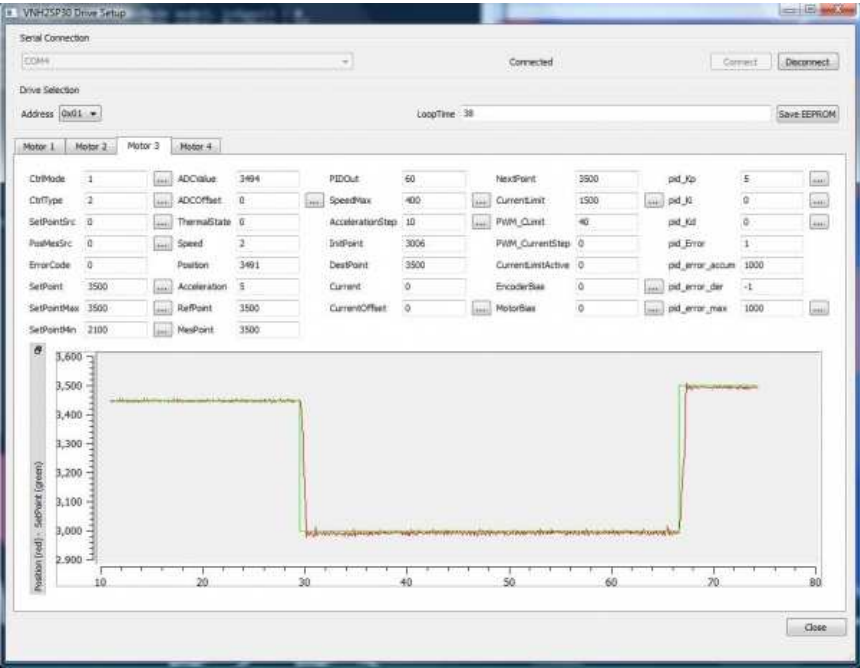 VNH2SP30 Drive Setup
Serial Connection
COM4 Connected Connect Disconnect
Drive Selection
Address 0x01 LoopTime 38 Save EEPROM
Motor 1 Motor 2 Motor 3 Motor 4
CtrlMode 1 ... ADCValue 3494 PIDOut 60 NextPoint 3500 pid_Kp 5 ...
CtrlType 2 ... ADCOffset 0 ... SpeedMax 400 ... CurrentLimit 1500 ... pid_Ki 0 ...
SetPointSrc 0 ... ThermalState 0 AccelerationStep 10 ... PWM_CLimit 40 pid_Kd 0 ...
PosMesSrc 0 ... Speed 2 InitPoint 3006 PWM_CurrentStep 0 pid_Error 1
ErrorCode 0 Position 3491 DestPoint 3500 CurrentLimitActive 0 pid_error_accum 1000
SetPoint 3500 ... Acceleration 5 Current 0 EncoderBias 0 ... pid_error_der -1
SetPointMax 3500 ... RefPoint 3500 CurrentOffset 0 ... MotorBias 0 ... pid_error_max 1000 ...
SetPointMin 2100 ... MesPoint 3500
Position (red) - SetPoint (green)
3,600
3,500
3,400
3,300
3,200
3,100
3,000
2,900
10 20 30 40 50 60 70 80
Close